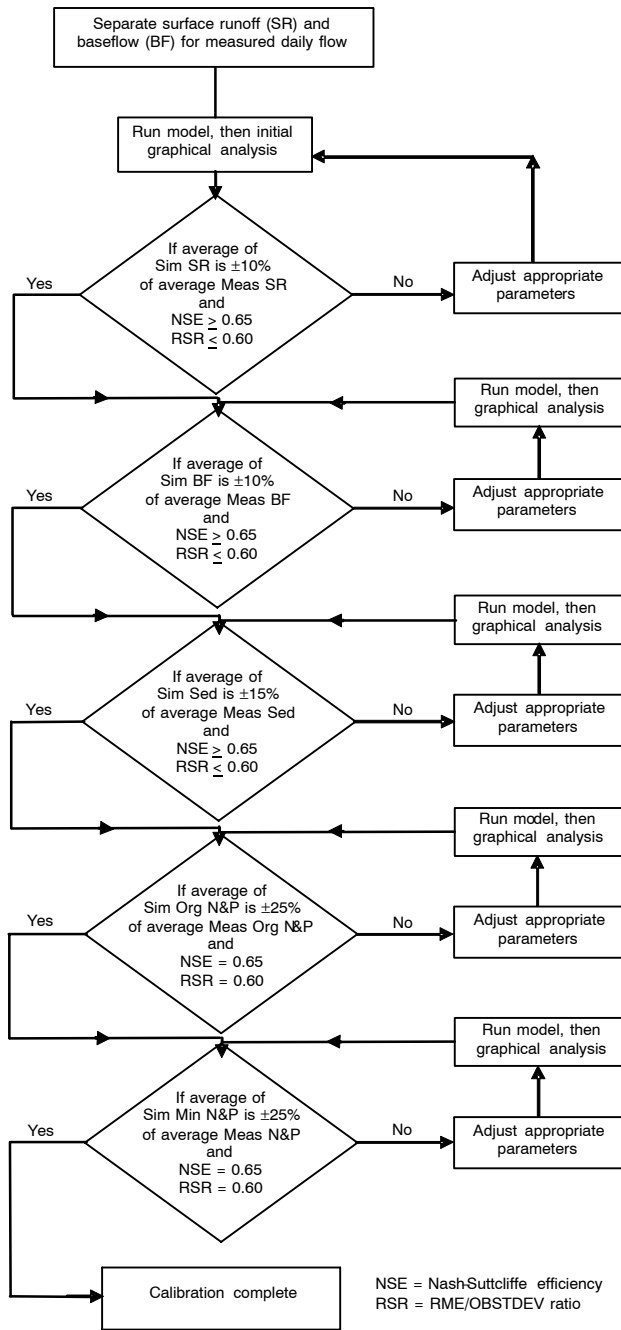 Separate surface runoff (SR) and
baseflow (BF) for measured daily flow
Run model, then initial
graphical analysis
If average of
Sim SR is ±10%
of average Meas SR
and
NSE ≥ 0.65
RSR ≤ 0.60
Yes
No
Adjust appropriate
parameters
Run model, then
graphical analysis
If average of
Sim BF is ±10%
of average Meas BF
and
NSE ≥ 0.65
RSR ≤ 0.60
Yes
No
Adjust appropriate
parameters
Run model, then
graphical analysis
If average of
Sim Sed is ±15%
of average Meas Sed
and
NSE ≥ 0.65
RSR ≤ 0.60
Yes
No
Adjust appropriate
parameters
Run model, then
graphical analysis
If average of
Sim Org N&P is ±25%
of average Meas Org N&P
and
NSE = 0.65
RSR = 0.60
Yes
No
Adjust appropriate
parameters
Run model, then
graphical analysis
If average of
Sim Min N&P is ±25%
of average Meas N&P
and
NSE = 0.65
RSR = 0.60
Yes
No
Adjust appropriate
parameters
Calibration complete
NSE = Nash-Suttcliffe efficiency
RSR = RME/OBSTDEV ratio